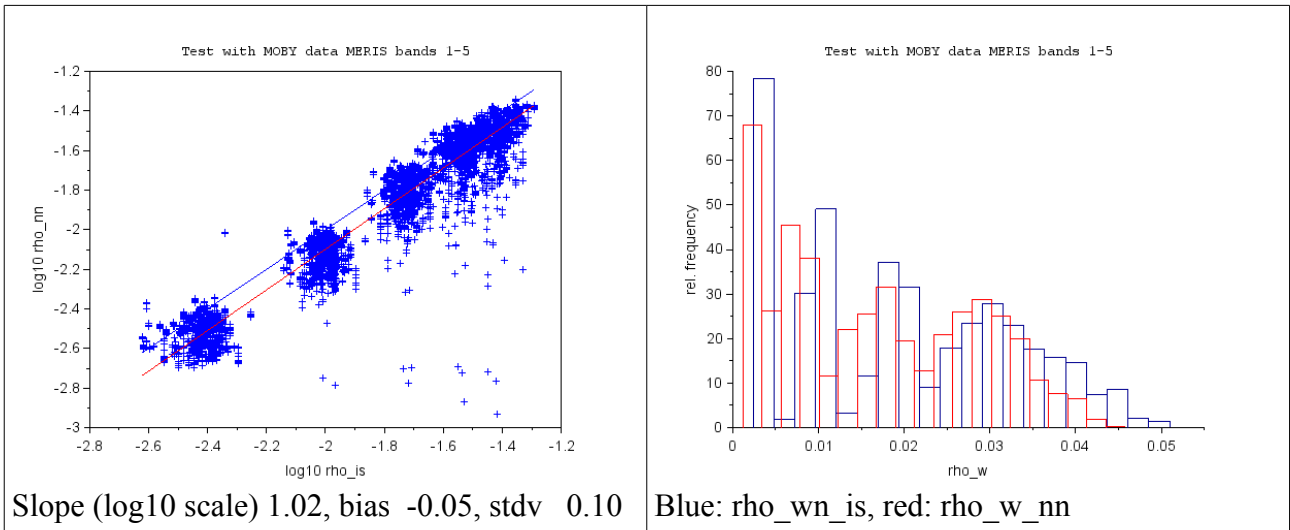 Test with MOBY data MERIS bands 1-5
-1.2
-1.4
-1.6
-1.8
-2
-2.2
-2.4
-2.6
-2.8
-3
log10 rho_nn
-2.8 -2.6 -2.4 -2.2 -2 -1.8 -1.6 -1.4 -1.2
log10 rho_is
Slope (log10 scale) 1.02, bias -0.05, stdv 0.10
Test with MOBY data MERIS bands 1-5
80
70
60
50
40
30
20
10
0
rel. frequency
0 0.01 0.02 0.03 0.04 0.05
rho_w
Blue: rho_wn_is, red: rho_w_nn